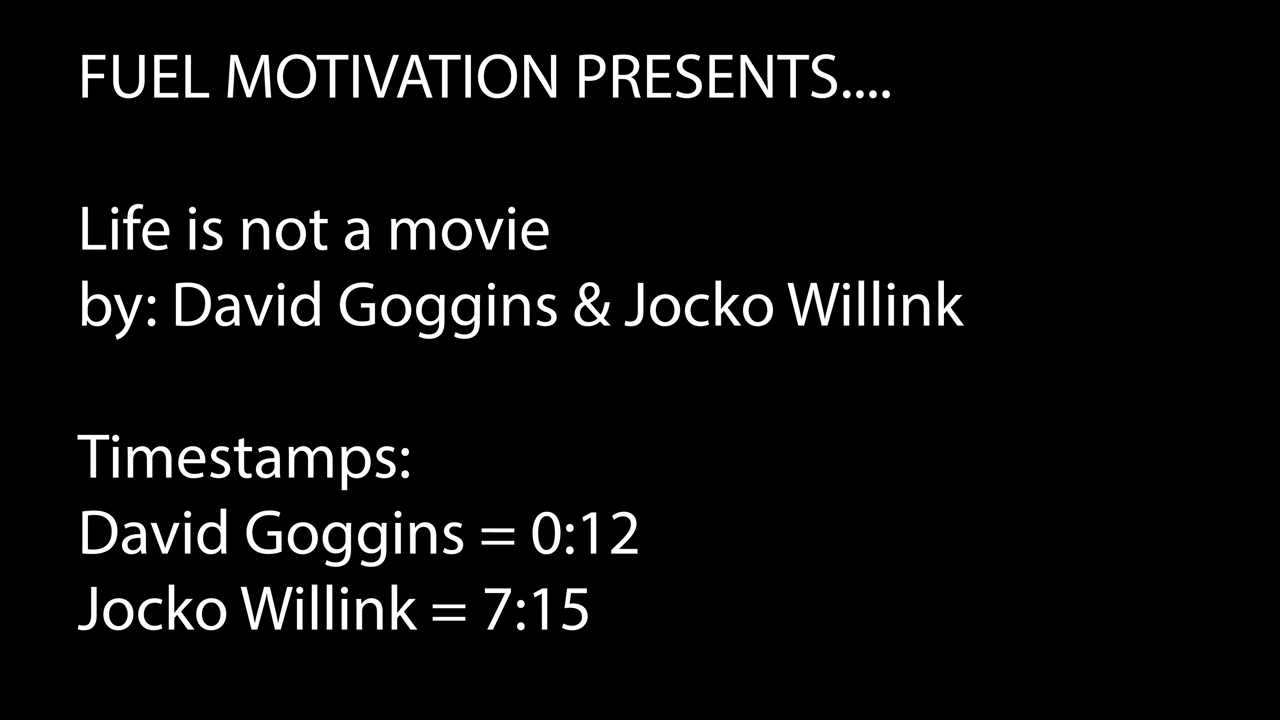 FUEL MOTIVATION PRESENTS....
Life is not a movie
by: David Goggins & Jocko Willink
Timestamps:
David Goggins = 0:12
Jocko Willink = 7:15